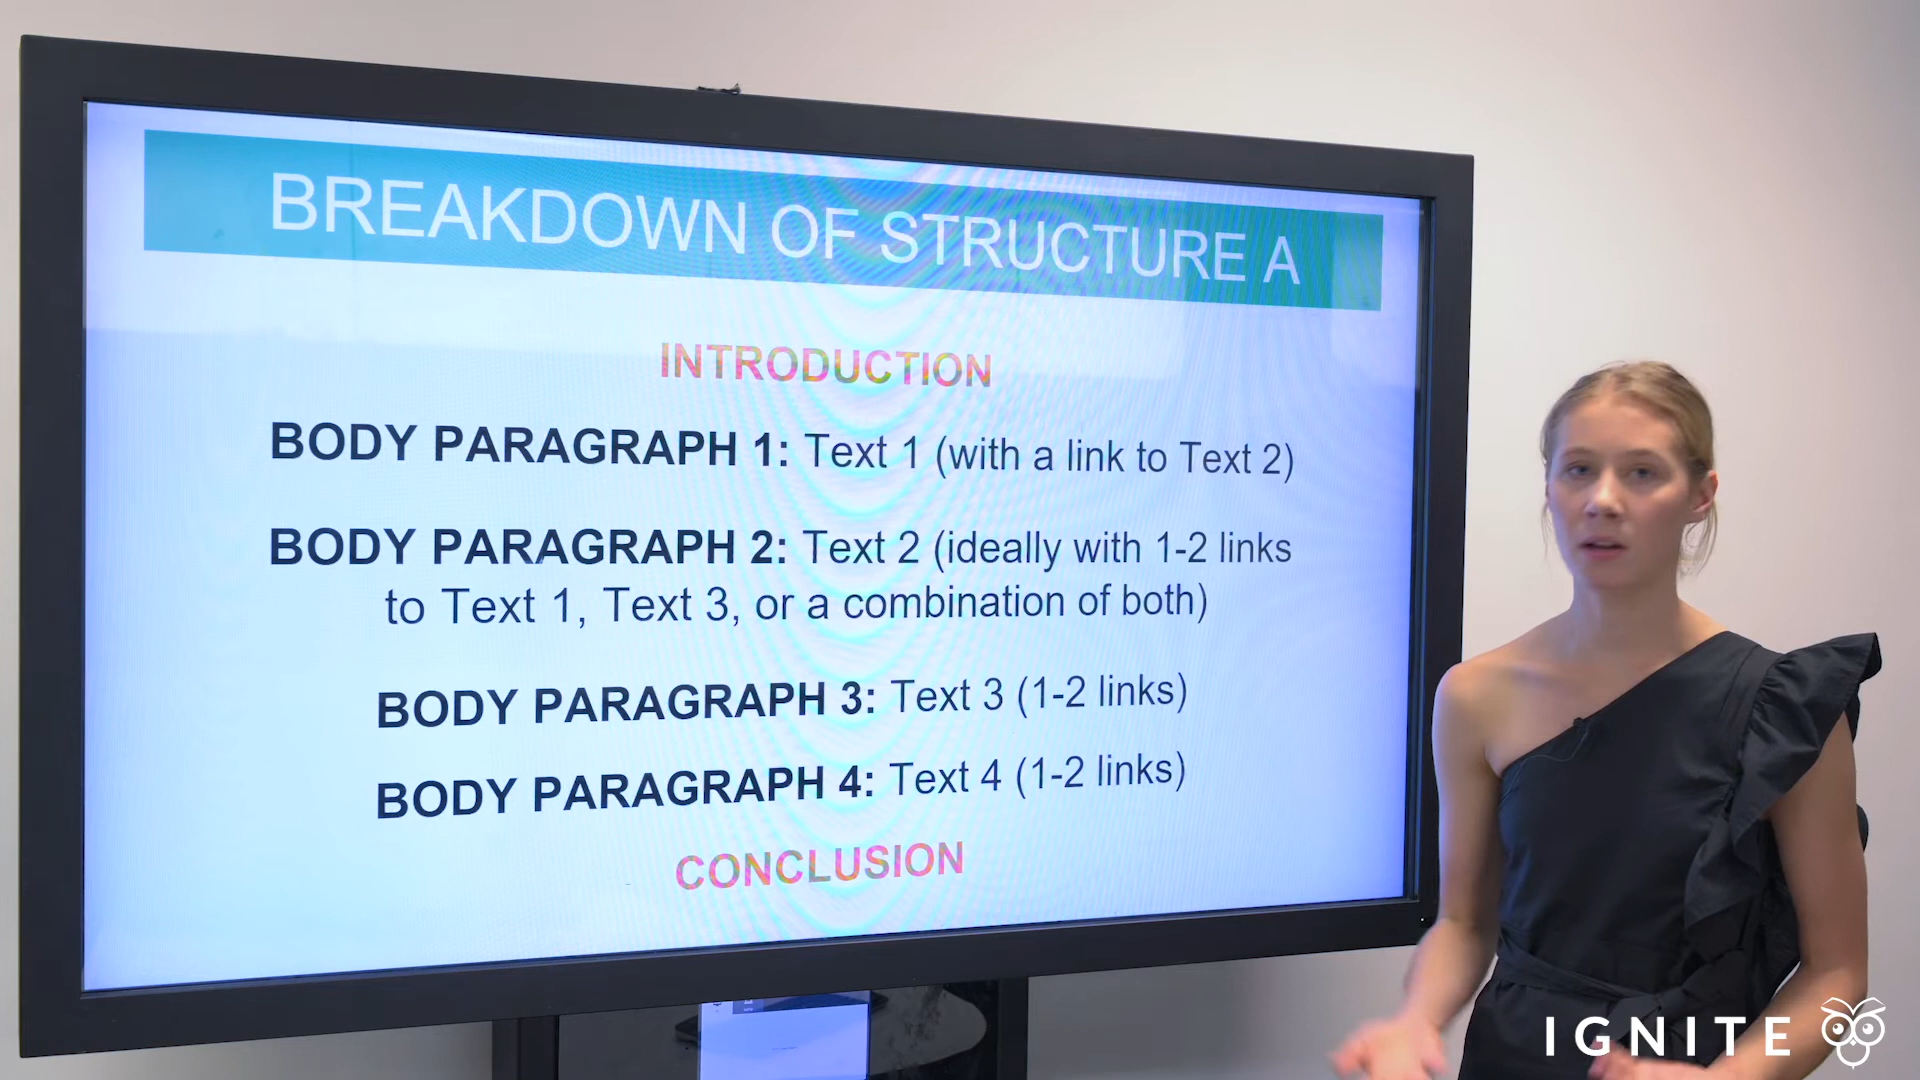 BREAKDOWN OF STRUCTURE A
INTRODUCTION
BODY PARAGRAPH 1: Text 1 (with a link to Text 2)
BODY PARAGRAPH 2: Text 2 (ideally with 1-2 links
to Text 1, Text 3, or a combination of both)
BODY PARAGRAPH 3: Text 3 (1-2 links)
BODY PARAGRAPH 4: Text 4 (1-2 links)
CONCLUSION
IGNITE